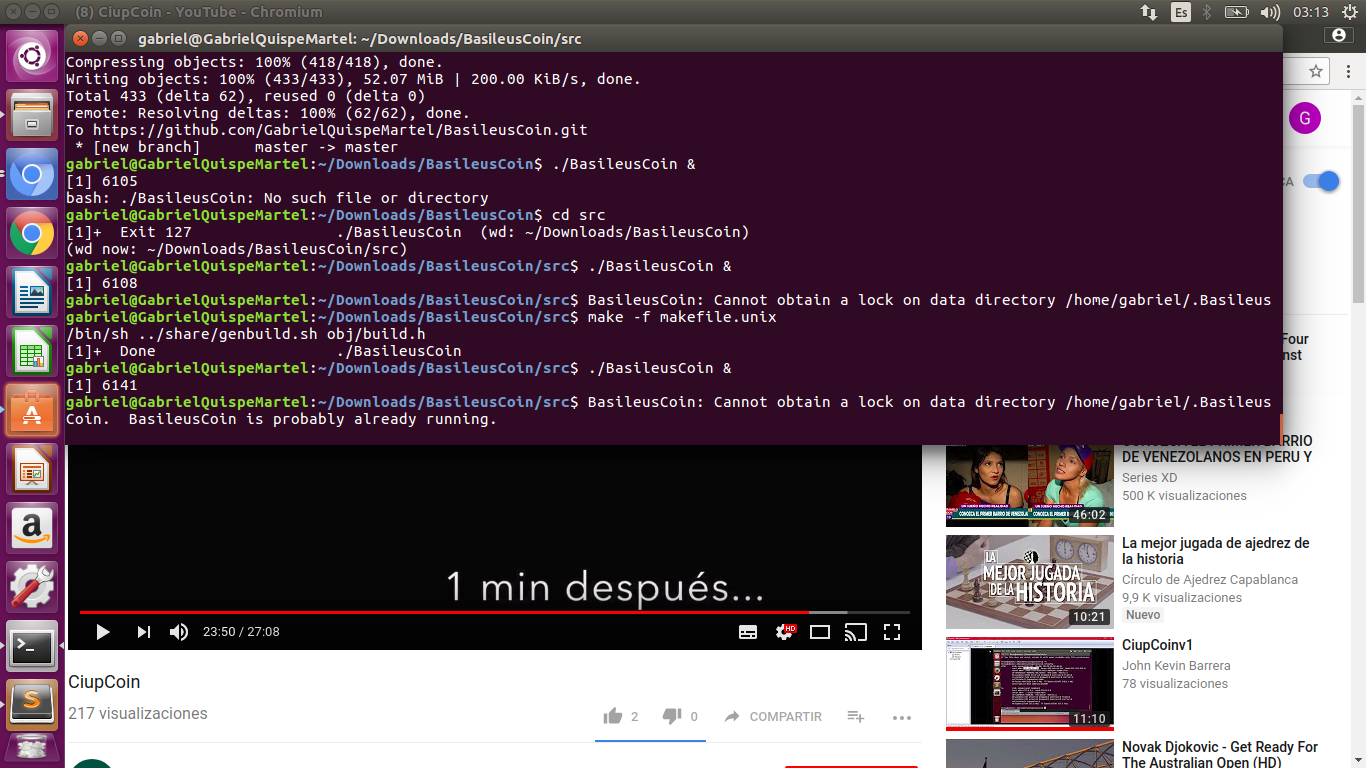 (8) CiupCoin - YouTube - Chromium
Es
03:13
gabriel@GabrielQuispeMartel: ~/Downloads/BasileusCoin/src
Compressing objects: 100% (418/418), done.
Writing objects: 100% (433/433), 52.07 MiB | 200.00 KiB/s, done.
Total 433 (delta 62), reused 0 (delta 0)
remote: Resolving deltas: 100% (62/62), done.
To https://github.com/GabrielQuispeMartel/BasileusCoin.git
* [new branch]      master -> master
gabriel@GabrielQuispeMartel:~/Downloads/BasileusCoin$ ./BasileusCoin &
[1] 6105
bash: ./BasileusCoin: No such file or directory
gabriel@GabrielQuispeMartel:~/Downloads/BasileusCoin$ cd src
[1]+  Exit 127                ./BasileusCoin  (wd: ~/Downloads/BasileusCoin)
(wd now: ~/Downloads/BasileusCoin/src)
gabriel@GabrielQuispeMartel:~/Downloads/BasileusCoin/src$ ./BasileusCoin &
[1] 6108
gabriel@GabrielQuispeMartel:~/Downloads/BasileusCoin/src$ BasileusCoin: Cannot obtain a lock on data directory /home/gabriel/.Basileus
gabriel@GabrielQuispeMartel:~/Downloads/BasileusCoin/src$ make -f makefile.unix
/bin/sh ../share/genbuild.sh obj/build.h
[1]+  Done                    ./BasileusCoin
gabriel@GabrielQuispeMartel:~/Downloads/BasileusCoin/src$ ./BasileusCoin &
[1] 6141
gabriel@GabrielQuispeMartel:~/Downloads/BasileusCoin/src$ BasileusCoin: Cannot obtain a lock on data directory /home/gabriel/.Basileus
Coin.  BasileusCoin is probably already running.
G
CA
Four
nst
1 min después...
23:50 / 27:08
HD
CiupCoin
217 visualizaciones
2
0
COMPARTIR
DE VENEZOLANOS EN PERU Y
Series XD
500 K visualizaciones
46:02
La mejor jugada de ajedrez de
la historia
Círculo de Ajedrez Capablanca
9,9 K visualizaciones
Nuevo
LA
MEJOR JUGADA
DE LA HISTORIA
10:21
CiupCoinv1
John Kevin Barrera
78 visualizaciones
11:10
Novak Djokovic - Get Ready For
The Australian Open (HD)